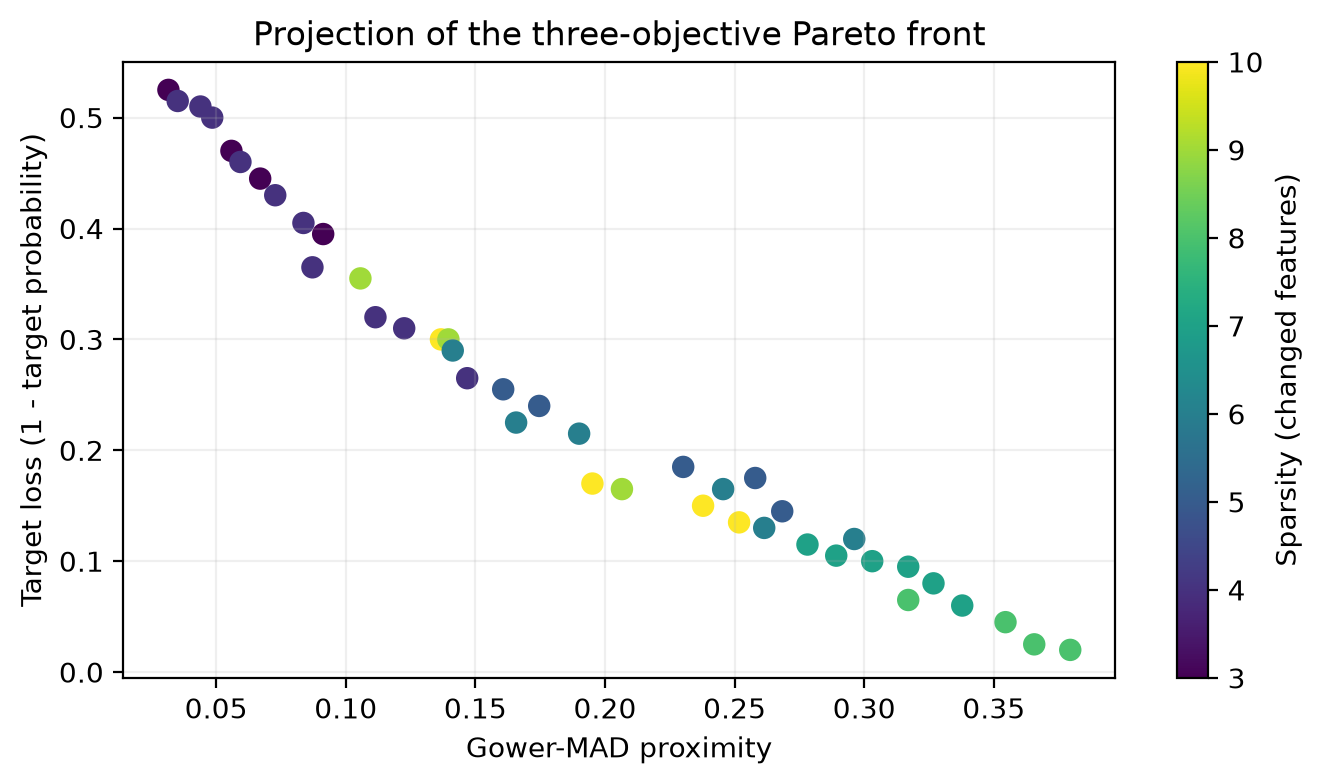 Projection of the three-objective Pareto front
Target loss (1 - target probability)
0.5
0.4
0.3
0.2
0.1
0.0
0.05 0.10 0.15 0.20 0.25 0.30 0.35
Gower-MAD proximity
10
9
8
7
6
5
4
3
Sparsity (changed features)